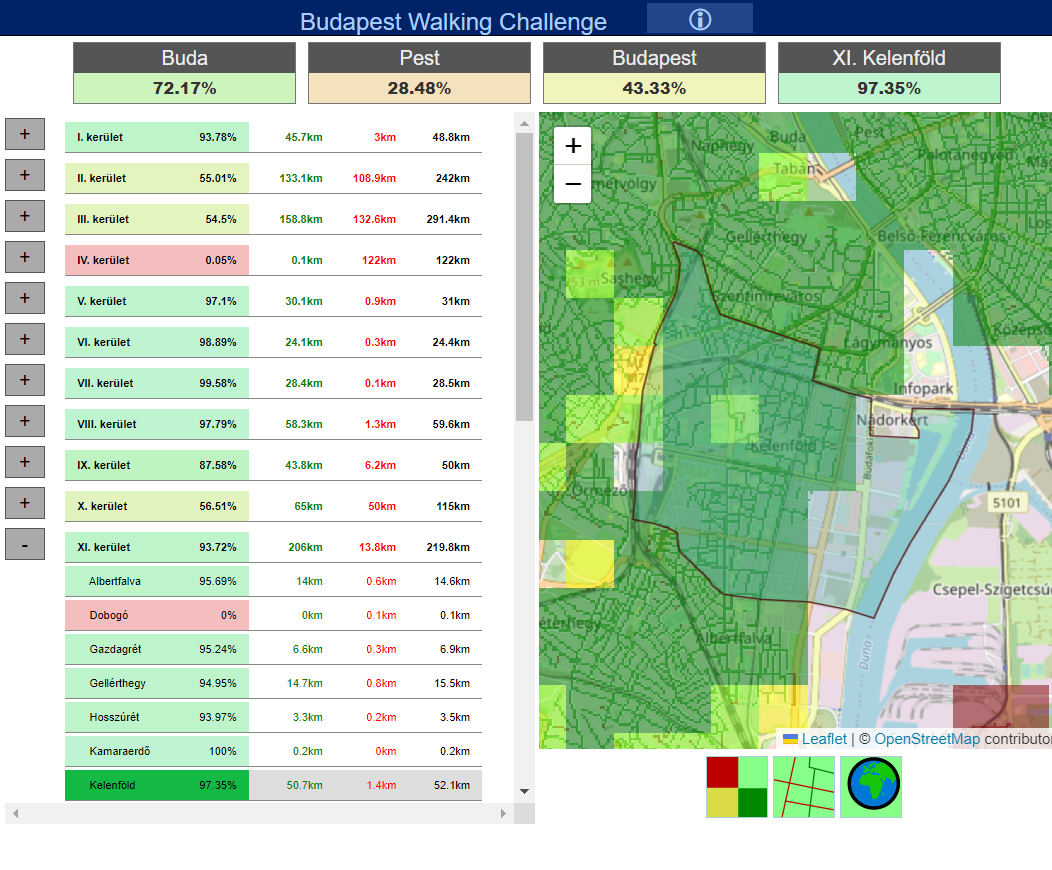 Budapest Walking Challenge
Buda Pest Budapest XI. Kelenföld
72.17% 28.48% 43.33% 97.35%
+ I. kerület 93.78% 45.7km 3km 48.8km
+ II. kerület 55.01% 133.1km 108.9km 242km
+ III. kerület 54.5% 158.8km 132.6km 291.4km
+ IV. kerület 0.05% 0.1km 122km 122km
+ V. kerület 97.1% 30.1km 0.9km 31km
+ VI. kerület 98.89% 24.1km 0.3km 24.4km
+ VII. kerület 99.58% 28.4km 0.1km 28.5km
+ VIII. kerület 97.79% 58.3km 1.3km 59.6km
+ IX. kerület 87.58% 43.8km 6.2km 50km
+ X. kerület 56.51% 65km 50km 115km
- XI. kerület 93.72% 206km 13.8km 219.8km
Albertfalva 95.69% 14km 0.6km 14.6km
Dobogó 0% 0km 0.1km 0.1km
Gazdagrét 95.24% 6.6km 0.3km 6.9km
Gellérthegy 94.95% 14.7km 0.8km 15.5km
Hosszúrét 93.97% 3.3km 0.2km 3.5km
Kamaraerdő 100% 0.2km 0km 0.2km
Kelenföld 97.35% 50.7km 1.4km 52.1km
+
−
Buda
Pest
Naphegy
Tabán
Palotanegyed
Gellérthegy
Belső-Ferencváros
Sashegy
Szentimreváros
Lágymányos
Infopark
Nádorkert
Kelenföld
Budafoki
Duna
Őrmező
5101
Csepel-Szigetcsúc
Albertfalva
Duna
Leaflet | © OpenStreetMap contributor